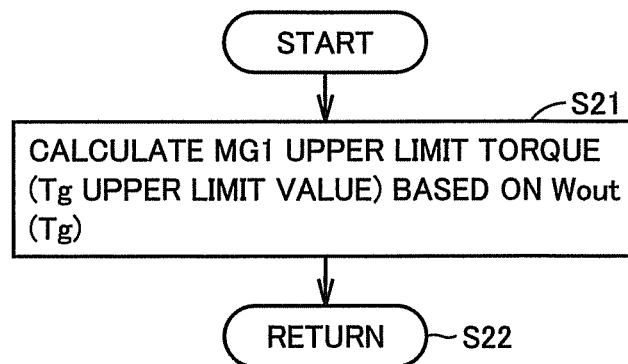 START
S21
CALCULATE MG1 UPPER LIMIT TORQUE
(Tg UPPER LIMIT VALUE) BASED ON Wout
(Tg)
RETURN
S22